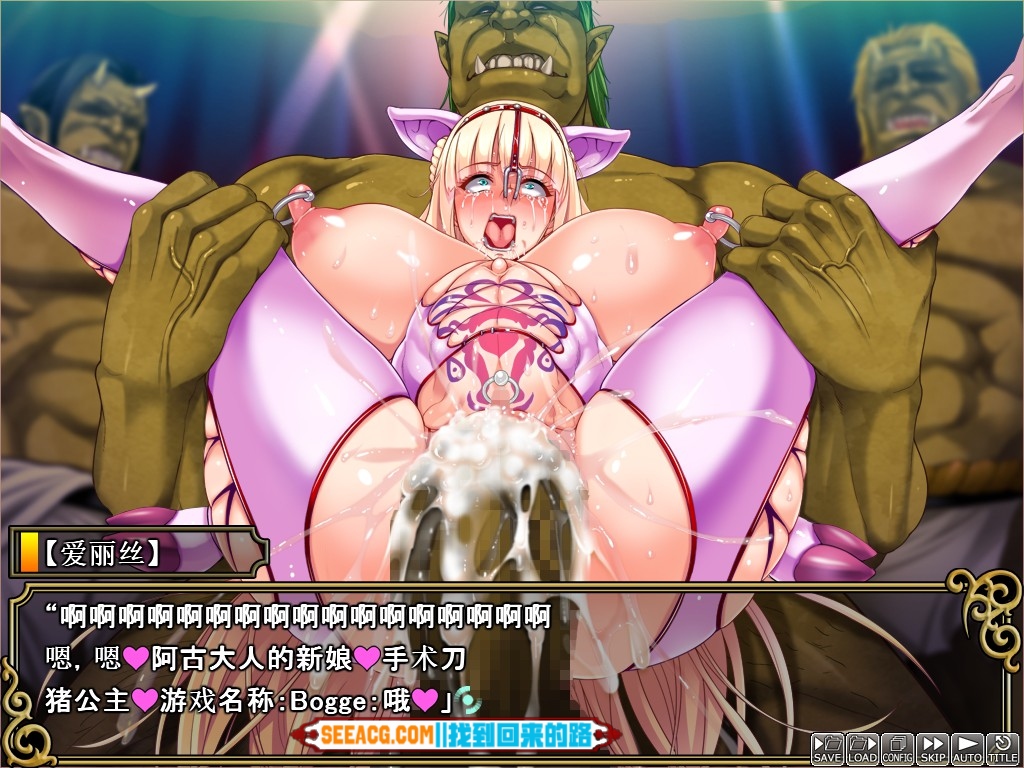 【爱丽丝】
“啊啊啊啊啊啊啊啊啊啊啊啊啊啊啊啊啊
嗯, 嗯♥阿古大人的新娘♥手术刀
猪公主♥游戏名称:Bogge:哦♥」
SEEACG.COM||找到回来的路
SAVE LOAD CONFIG SKIP AUTO TITLE